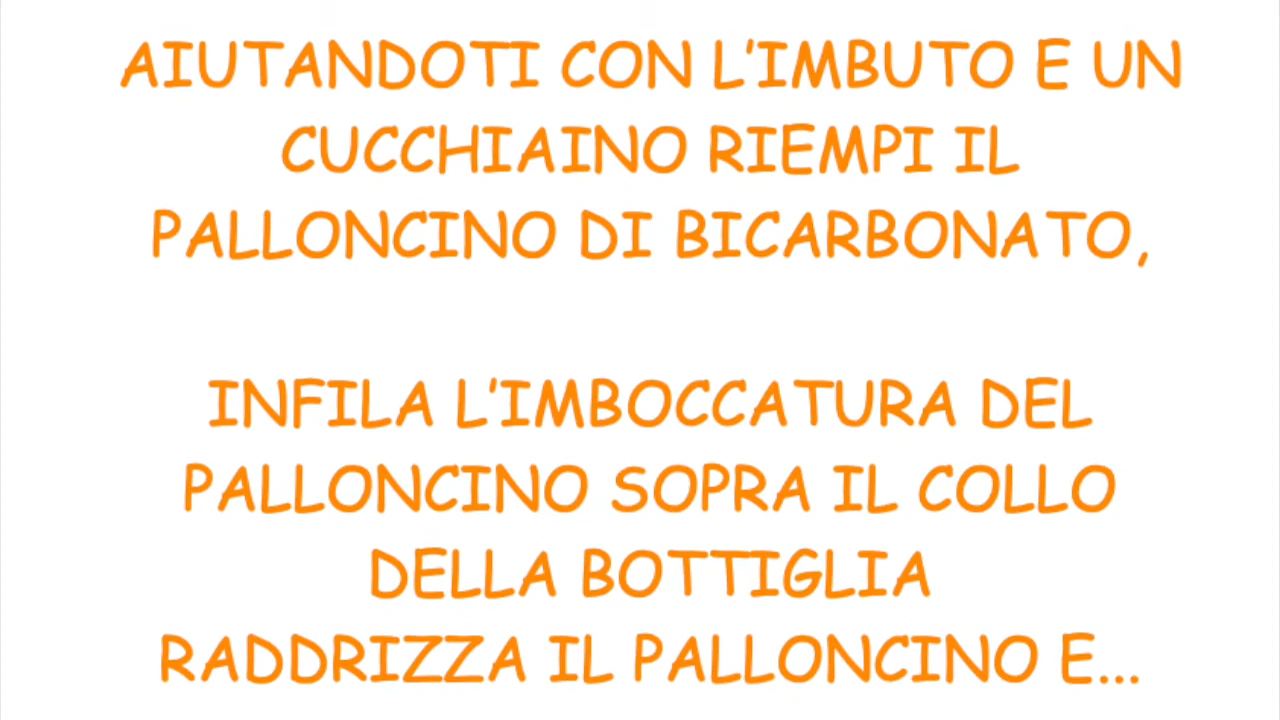 AIUTANDOTI CON L'IMBUTO E UN
CUCCHIAINO RIEMPI IL
PALLONCINO DI BICARBONATO,
INFILA L'IMBOCCATURA DEL
PALLONCINO SOPRA IL COLLO
DELLA BOTTIGLIA
RADDRIZZA IL PALLONCINO E...